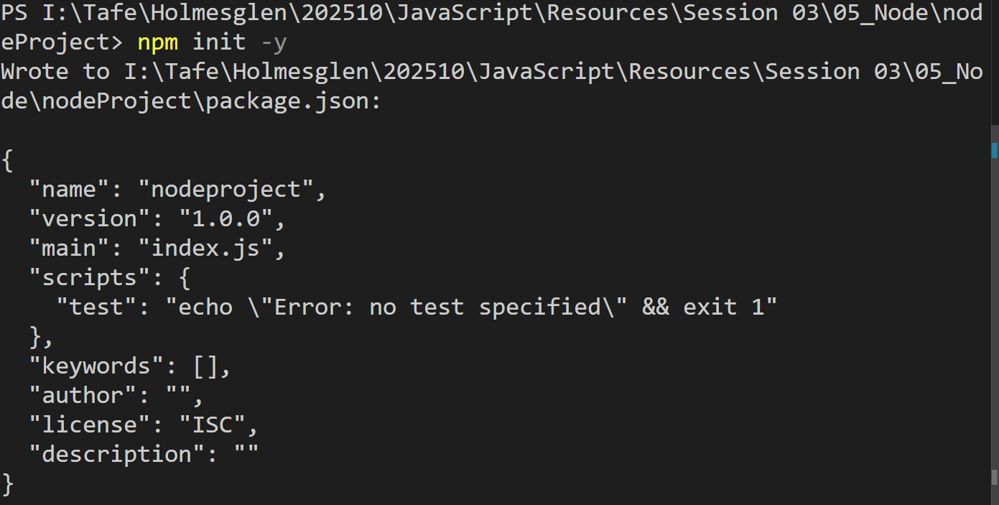 PS I:\Tafe\Holmesglen\202510\JavaScript\Resources\Session 03\05_Node\nod
eProject> npm init -y
Wrote to I:\Tafe\Holmesglen\202510\JavaScript\Resources\Session 03\05_No
de\nodeProject\package.json:

{
  "name": "nodeproject",
  "version": "1.0.0",
  "main": "index.js",
  "scripts": {
    "test": "echo \"Error: no test specified\" && exit 1"
  },
  "keywords": [],
  "author": "",
  "license": "ISC",
  "description": ""
}